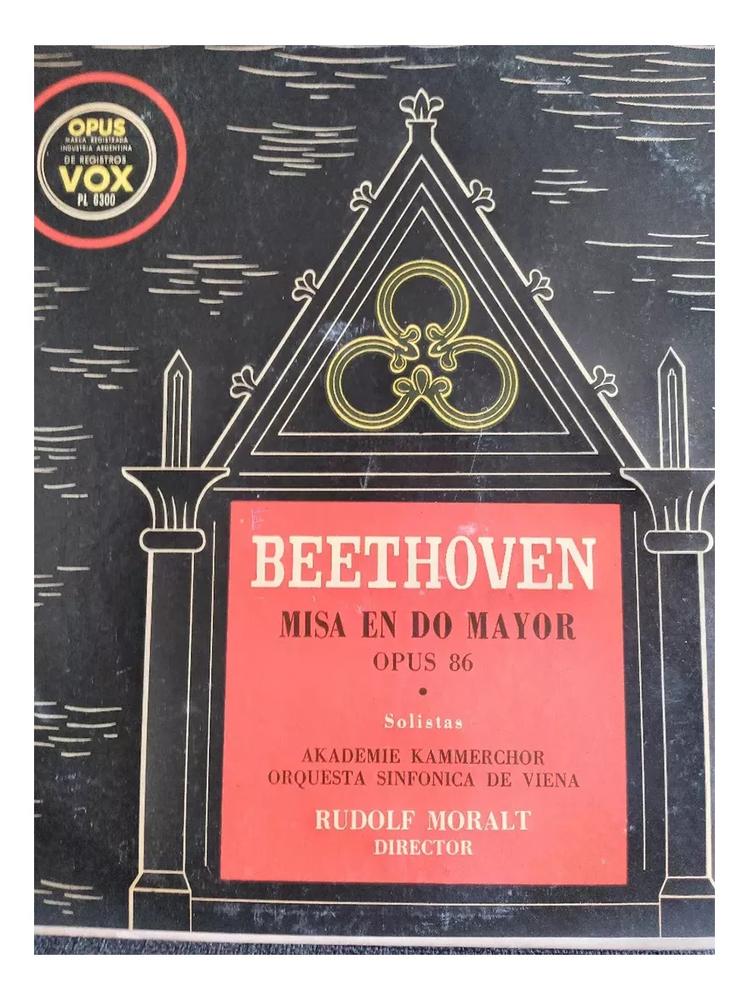 OPUS
MARCA REGISTRADA
INDUSTRIA ARGENTINA
DE REGISTROS
VOX
PL 6300
BEETHOVEN
MISA EN DO MAYOR
OPUS 86
•
Solistas
AKADEMIE KAMMERCHOR
ORQUESTA SINFONICA DE VIENA
RUDOLF MORALT
DIRECTOR